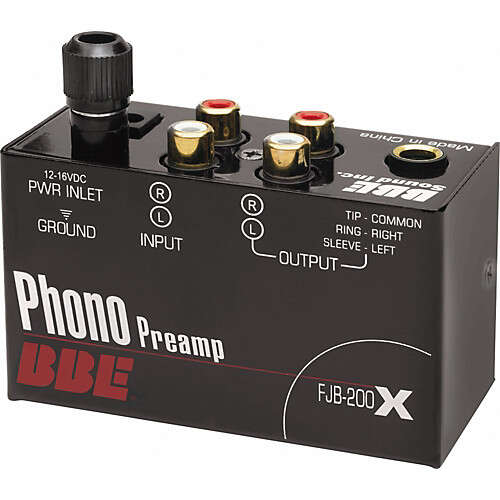 Made in China
BBE
Sound Inc.
12-16VDC
PWR INLET
GROUND
R
L
INPUT
R
L
OUTPUT
TIP - COMMON
RING - RIGHT
SLEEVE - LEFT
Phono Preamp
BBE
FJB-200X